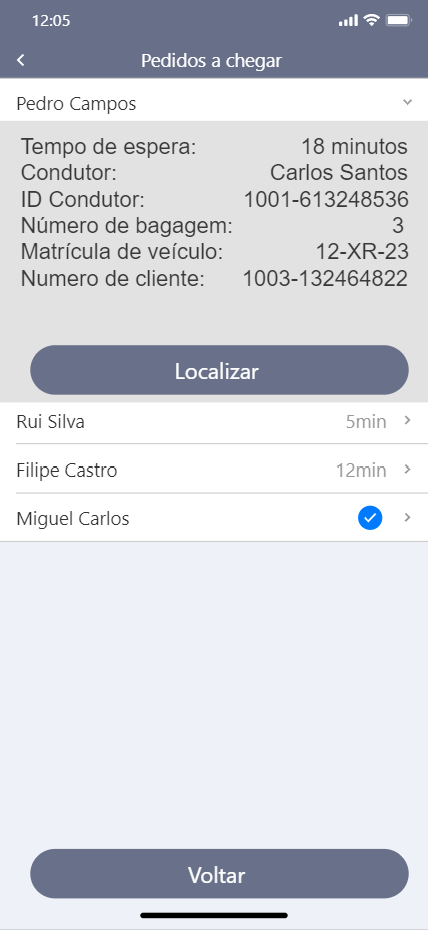 12:05
Pedidos a chegar
Pedro Campos
Tempo de espera: 18 minutos
Condutor: Carlos Santos
ID Condutor: 1001-613248536
Número de bagagem: 3
Matrícula de veículo: 12-XR-23
Numero de cliente: 1003-132464822
Localizar
Rui Silva 5min
Filipe Castro 12min
Miguel Carlos
Voltar